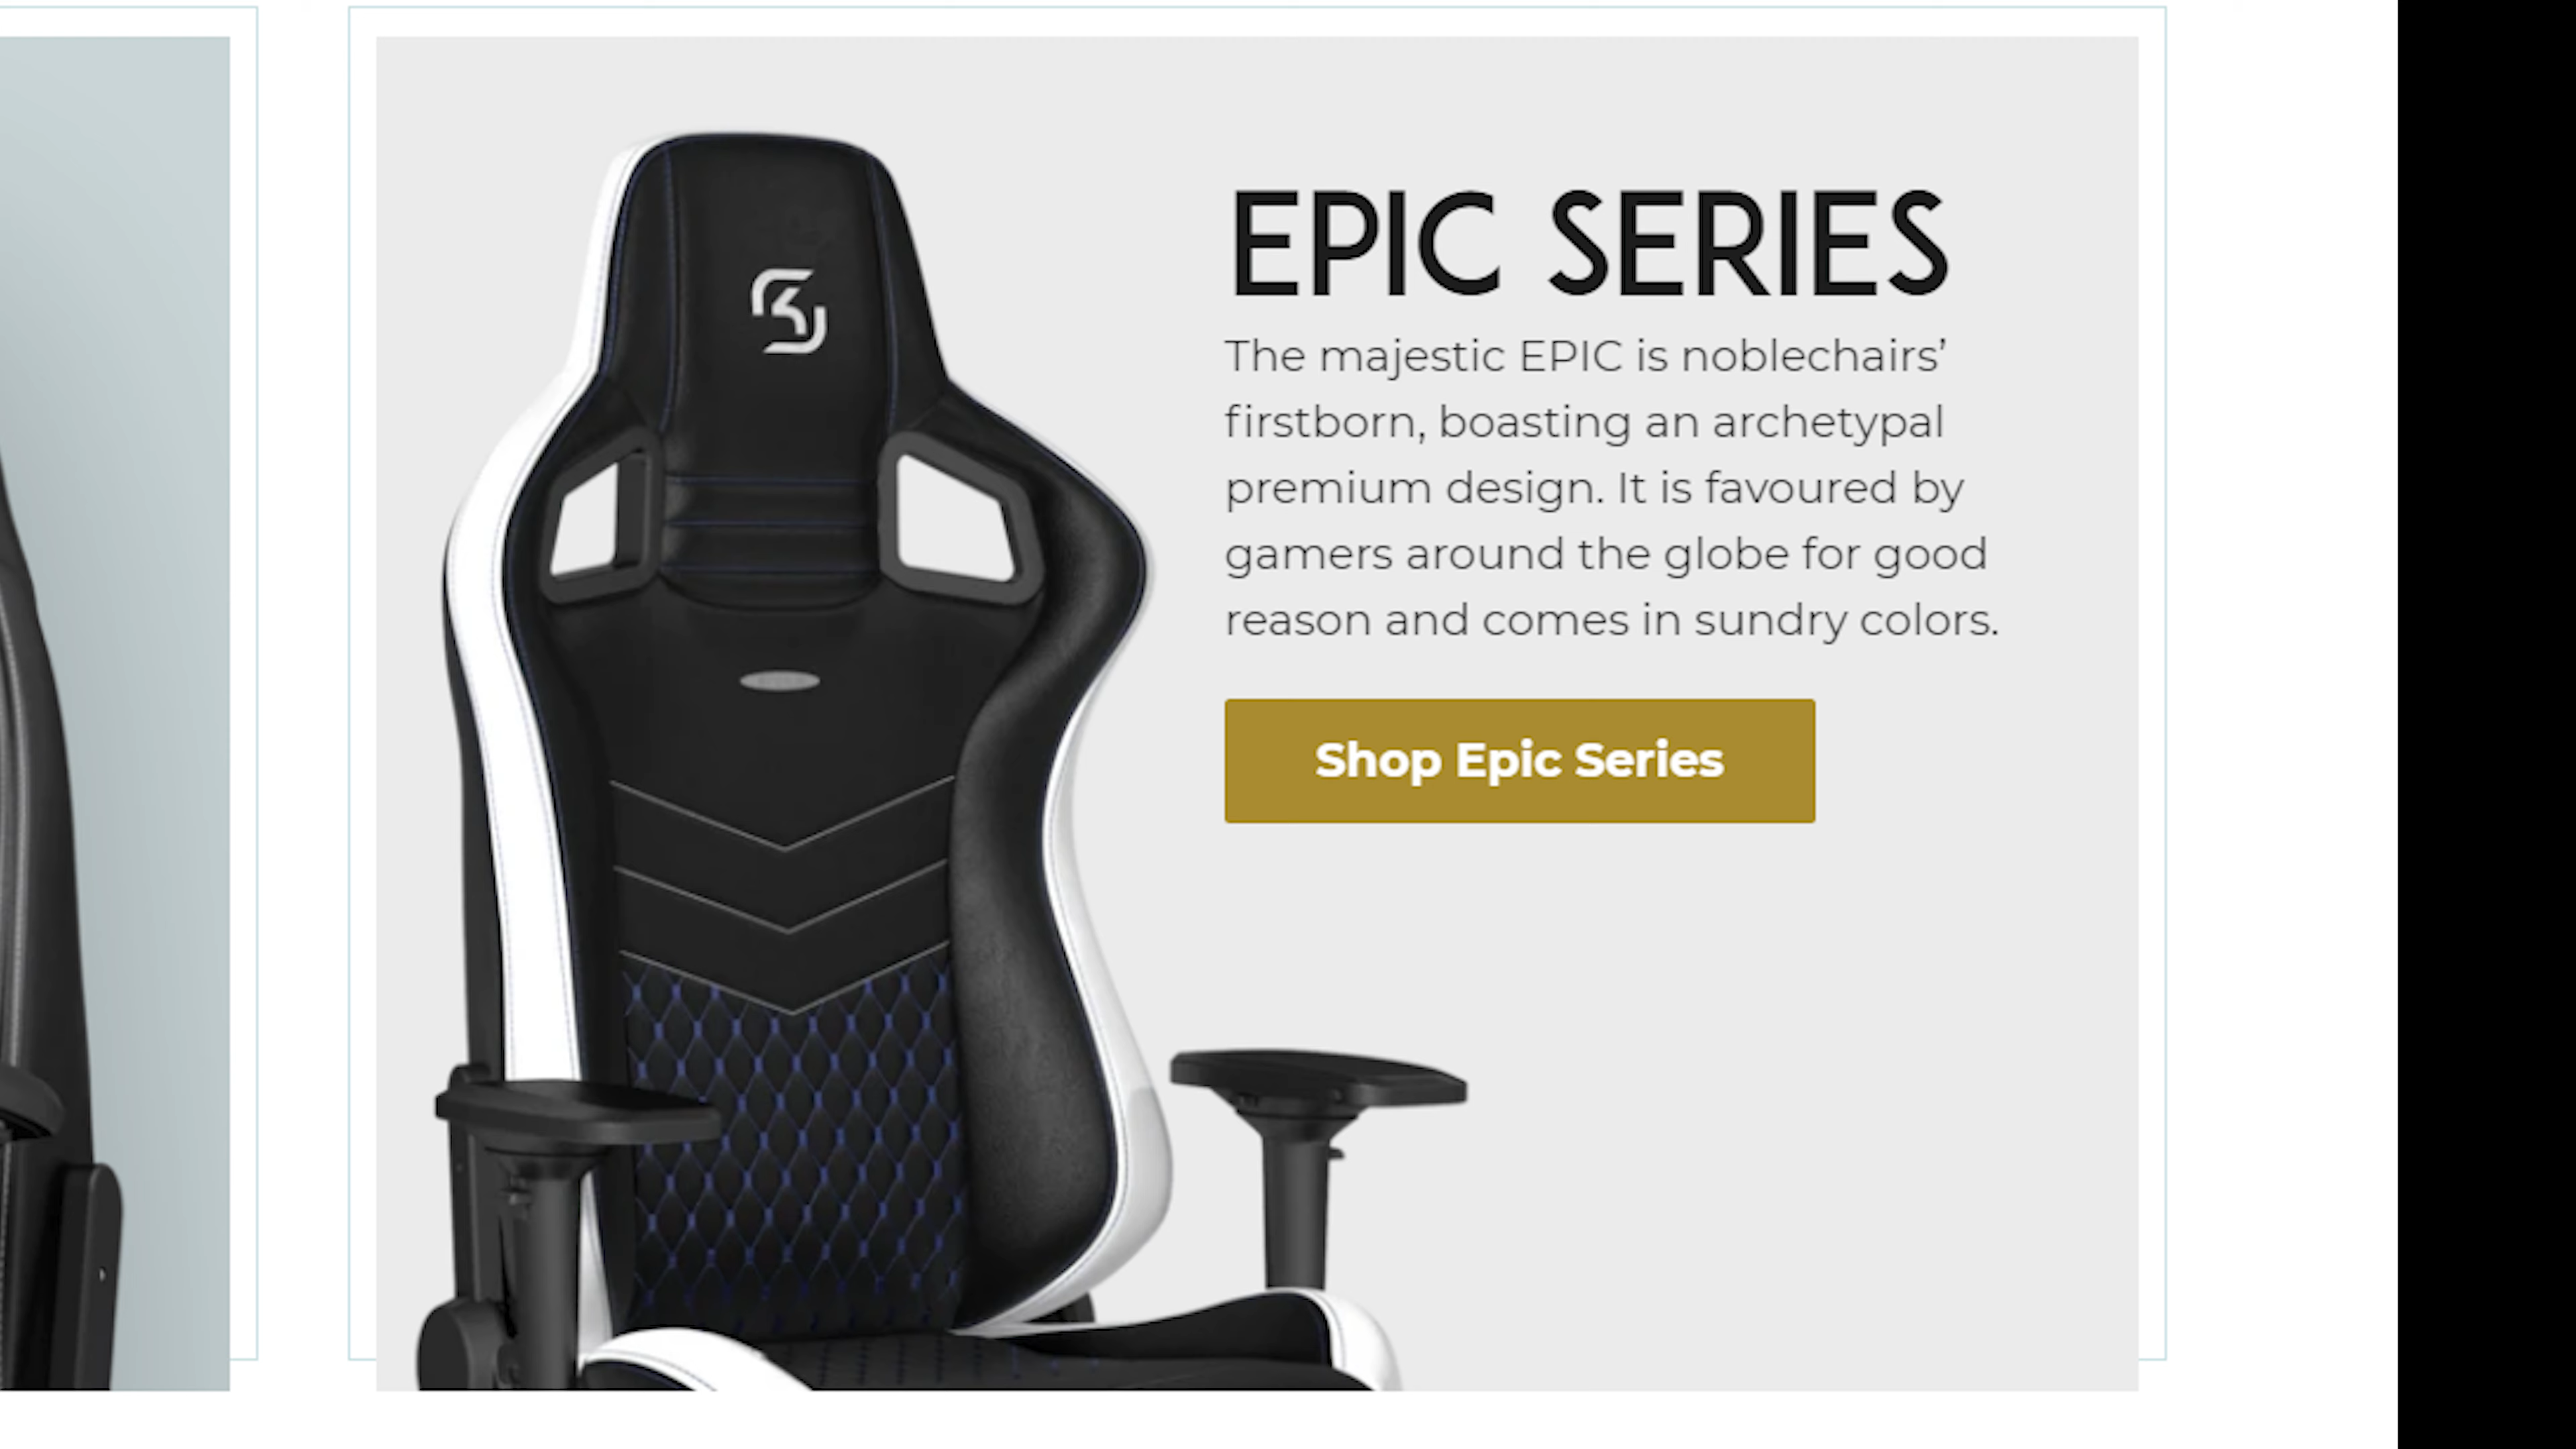 EPIC SERIES
The majestic EPIC is noblechairs’
firstborn, boasting an archetypal
premium design. It is favoured by
gamers around the globe for good
reason and comes in sundry colors.
Shop Epic Series